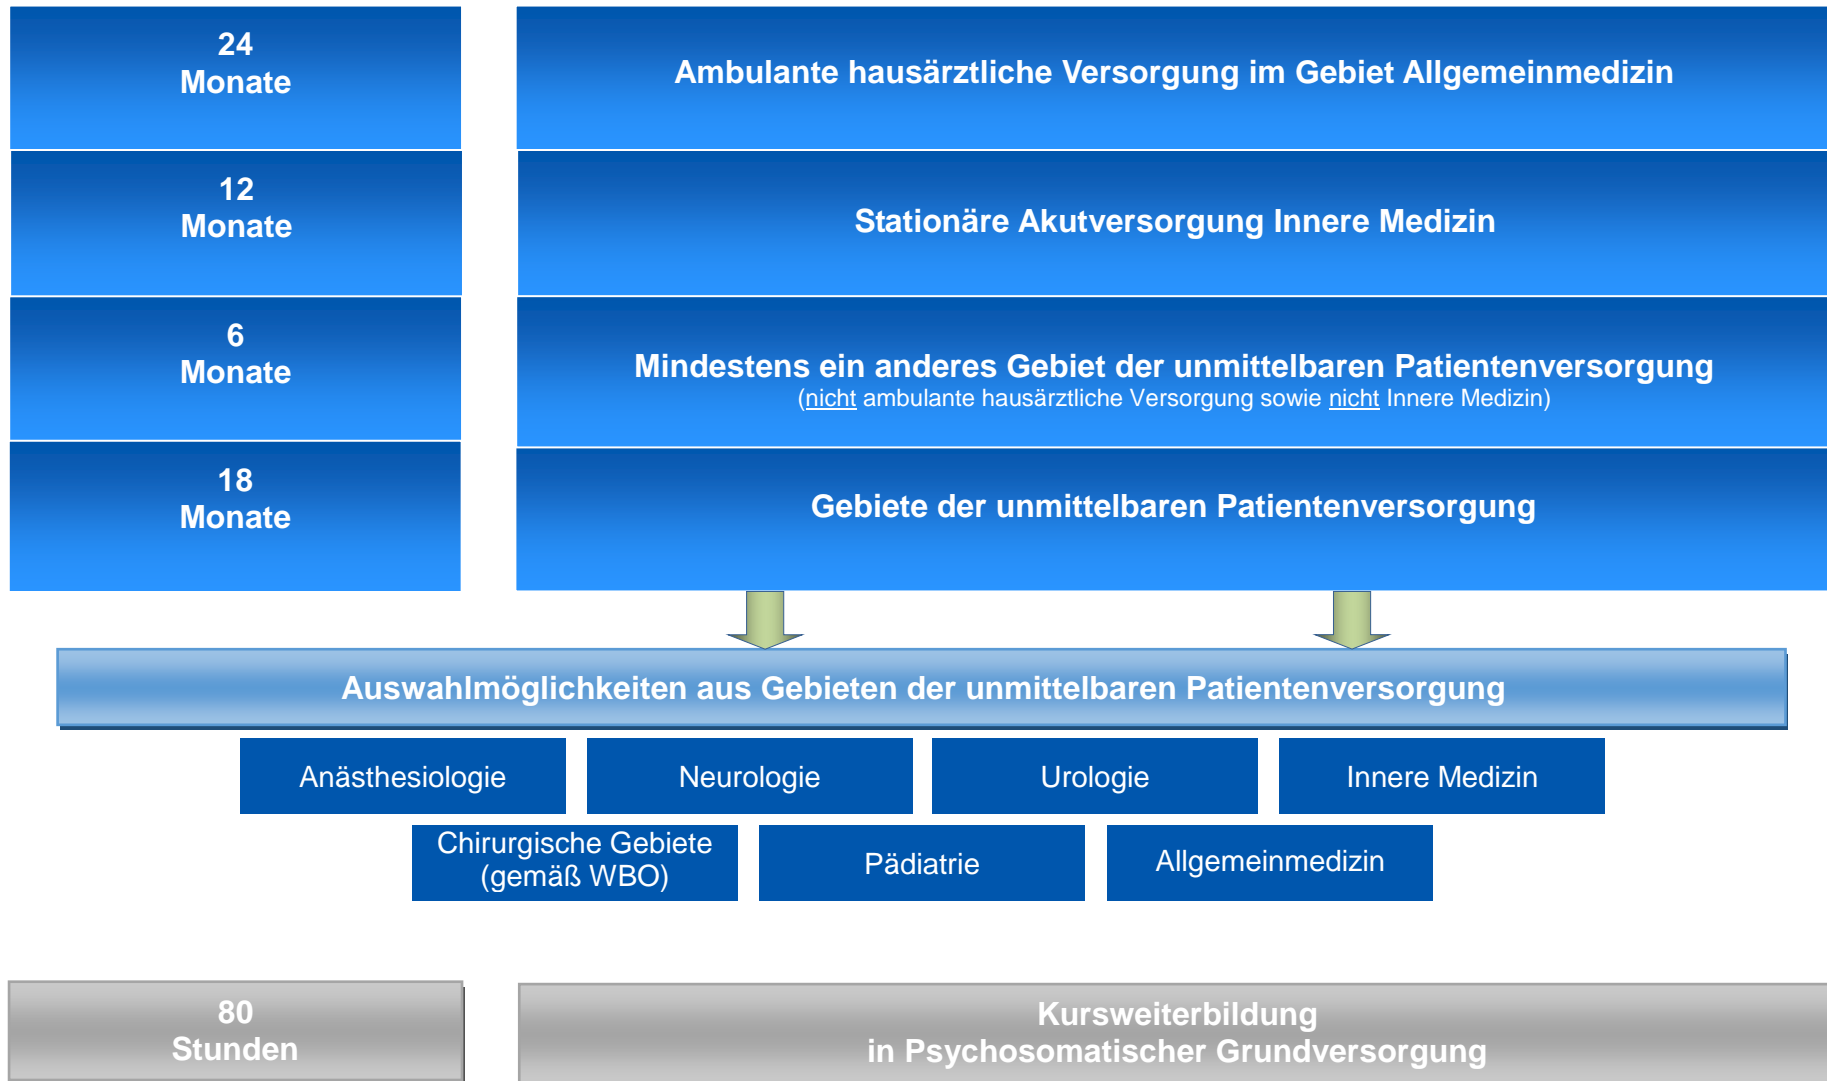 24
Monate
Ambulante hausärztliche Versorgung im Gebiet Allgemeinmedizin
12
Monate
Stationäre Akutversorgung Innere Medizin
6
Monate
Mindestens ein anderes Gebiet der unmittelbaren Patientenversorgung
(nicht ambulante hausärztliche Versorgung sowie nicht Innere Medizin)
18
Monate
Gebiete der unmittelbaren Patientenversorgung
Auswahlmöglichkeiten aus Gebieten der unmittelbaren Patientenversorgung
Anästhesiologie
Neurologie
Urologie
Innere Medizin
Chirurgische Gebiete
(gemäß WBO)
Pädiatrie
Allgemeinmedizin
80
Stunden
Kursweiterbildung
in Psychosomatischer Grundversorgung